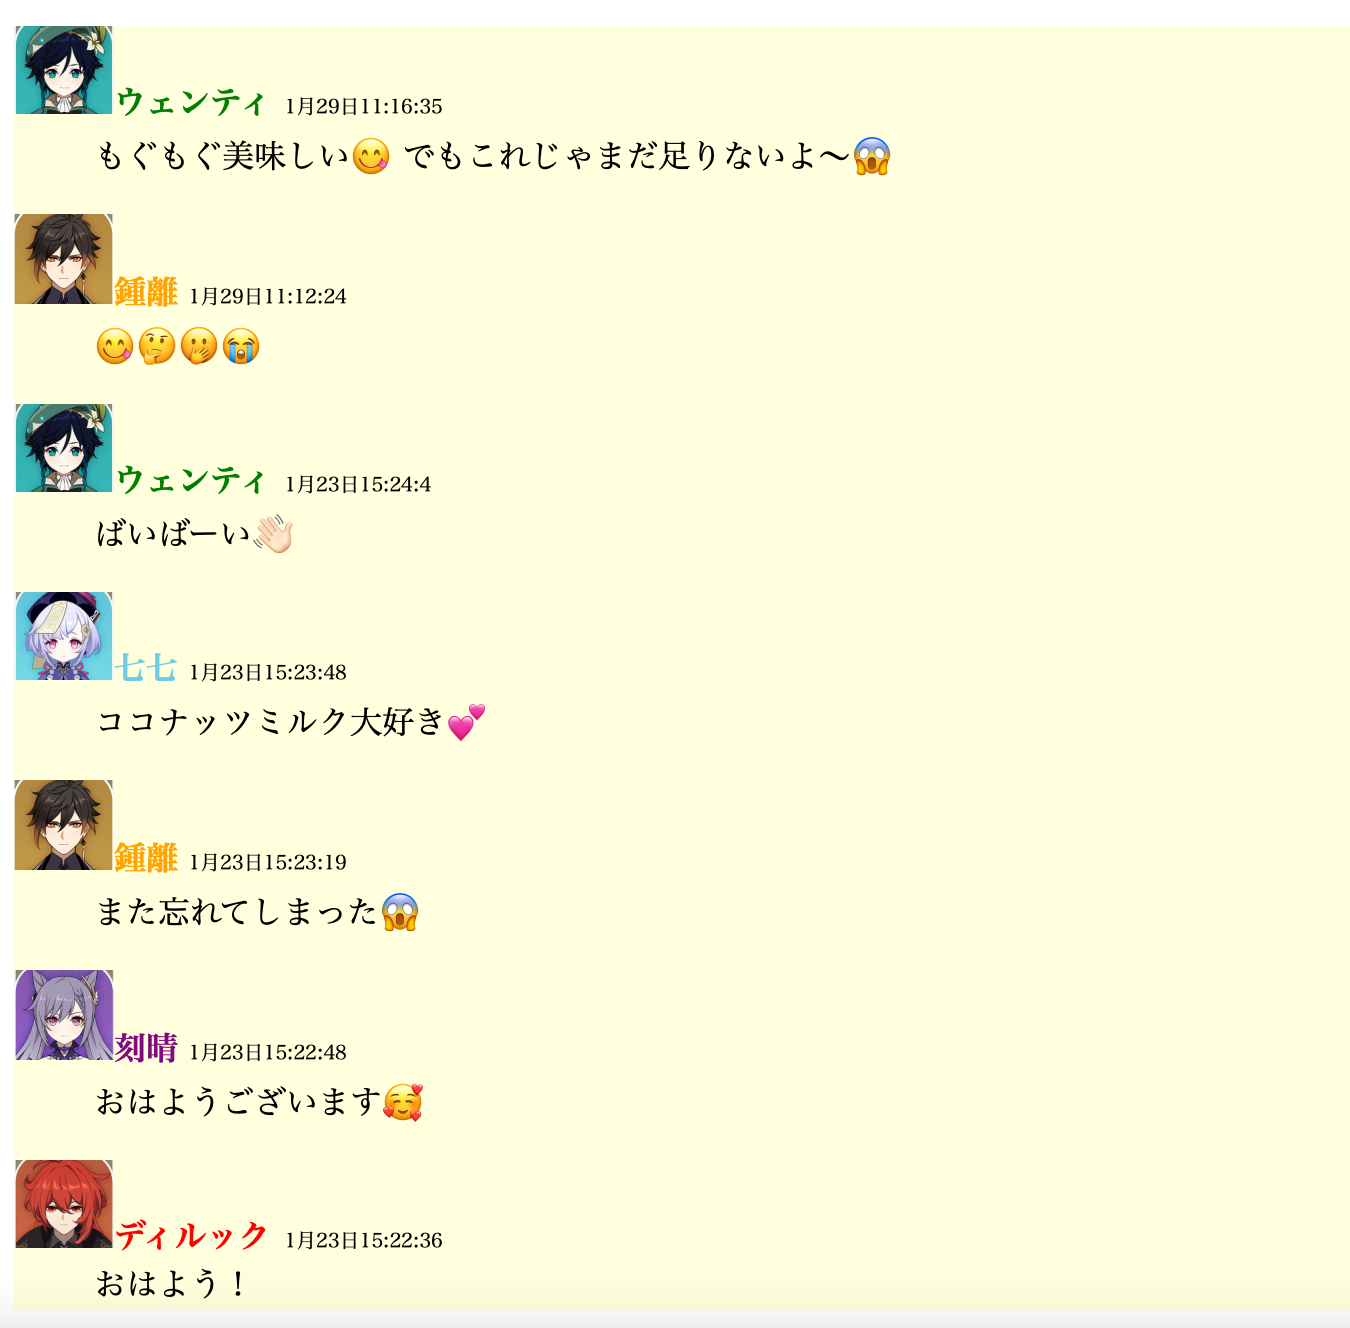 ウェンティ 1月29日11:16:35
もぐもぐ美味しい😋 でもこれじゃまだ足りないよ〜😱
鍾離 1月29日11:12:24
😋🤔🤭😭
ウェンティ 1月23日15:24:4
ばいばーい👋🏻
七七 1月23日15:23:48
ココナッツミルク大好き💕
鍾離 1月23日15:23:19
また忘れてしまった😱
刻晴 1月23日15:22:48
おはようございます🥰
ディルック 1月23日15:22:36
おはよう！